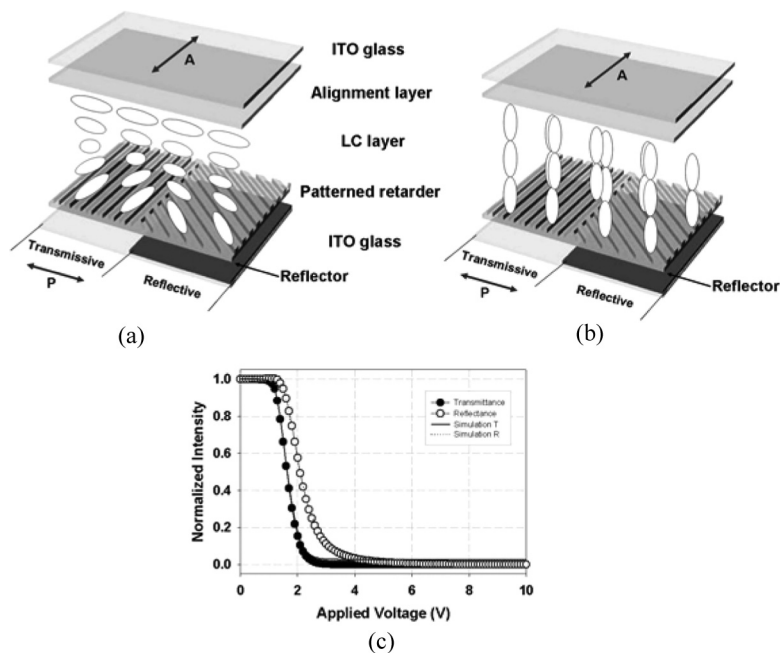 ITO glass
A
Alignment layer
LC layer
Patterned retarder
ITO glass
Transmissive
Reflective
Reflector
P
(a)
A
Transmissive
Reflective
Reflector
P
(b)
Normalized Intensity
1.0
0.8
0.6
0.4
0.2
0.0
Transmittance
Reflectance
Simulation T
Simulation R
0 2 4 6 8 10
Applied Voltage (V)
(c)